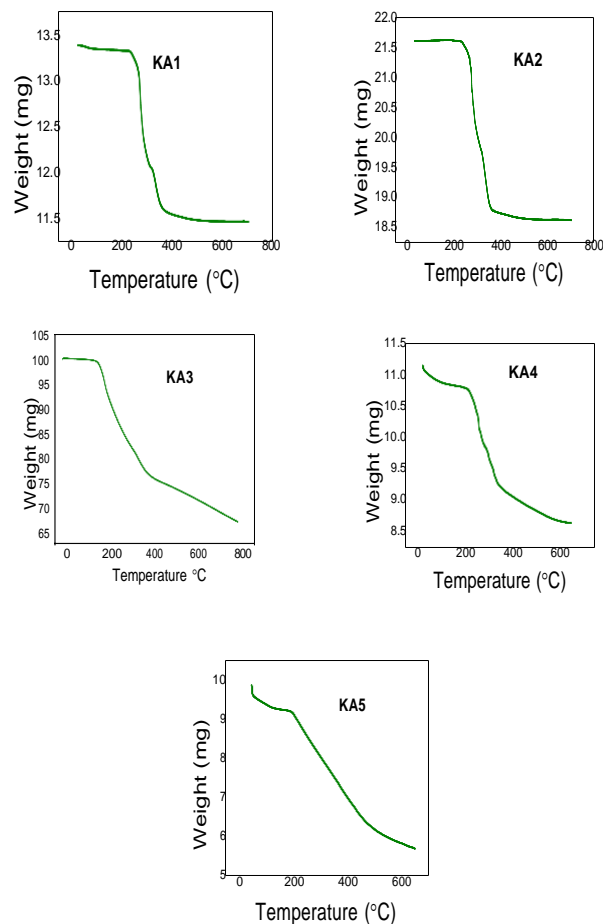 KA1
Weight (mg)
13.5
13.0
12.5
12.0
11.5
0 200 400 600 800
Temperature (°C)
KA2
Weight (mg)
22.0
21.5
21.0
20.5
20.0
19.5
19.0
18.5
0 200 400 600 800
Temperature (°C)
KA3
Weight (mg)
105
100
95
90
85
80
75
70
65
0 200 400 600 800
Temperature °C
KA4
Weight (mg)
11.5
11.0
10.5
10.0
9.5
9.0
8.5
0 200 400 600
Temperature (°C)
KA5
Weight (mg)
10
9
8
7
6
5
0 200 400 600
Temperature (°C)